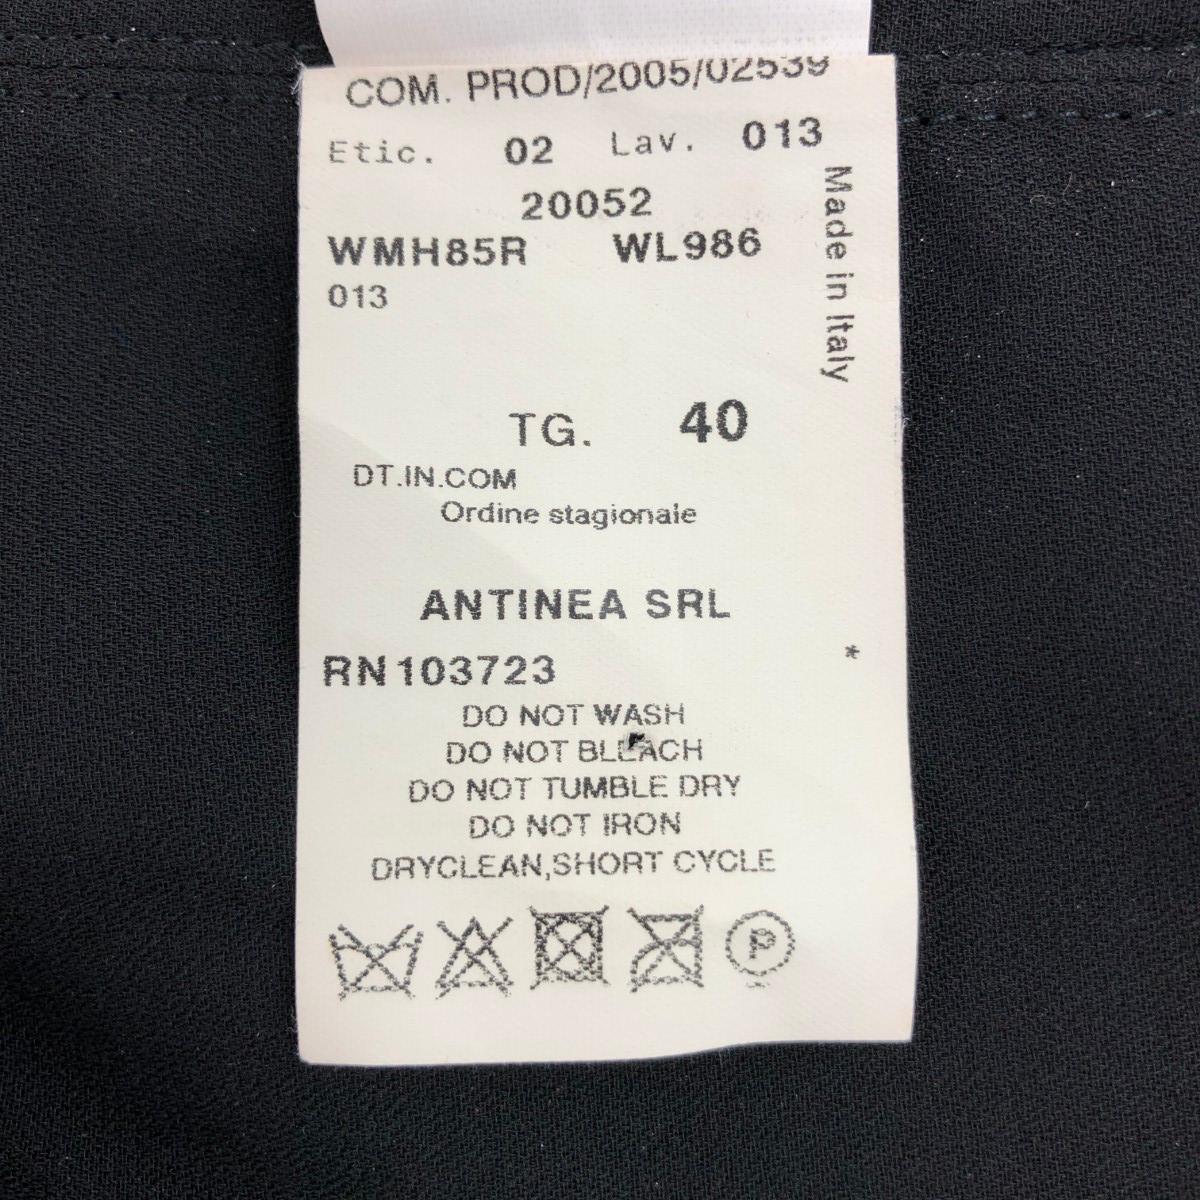 COM. PROD/2005/02539
Etic. 02 Lav. 013
20052
WMH85R WL986
013
Made in Italy
TG. 40
DT.IN.COM
Ordine stagionale
ANTINEA SRL
RN103723 *
DO NOT WASH
DO NOT BLEACH
DO NOT TUMBLE DRY
DO NOT IRON
DRYCLEAN,SHORT CYCLE
P